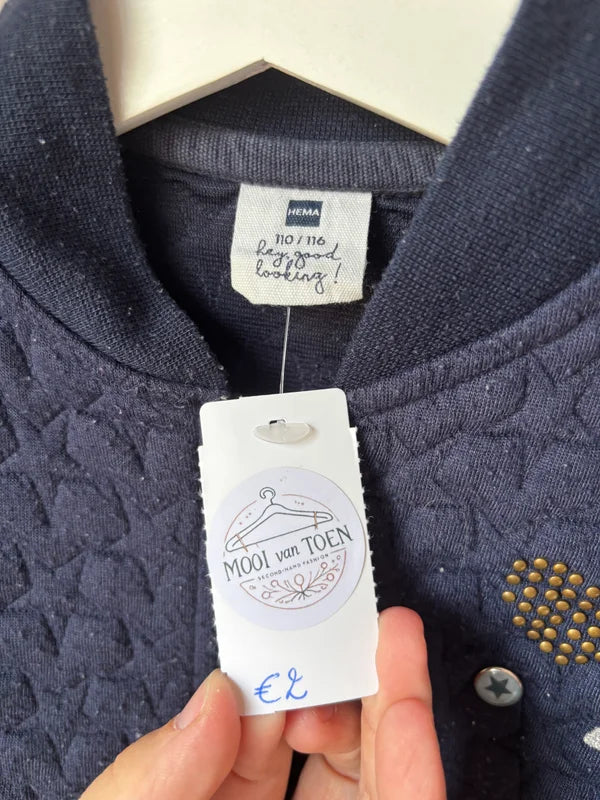 HEMA
110 / 116
hey, good
looking!
MOOI van TOEN
SECOND-HAND FASHION
€2